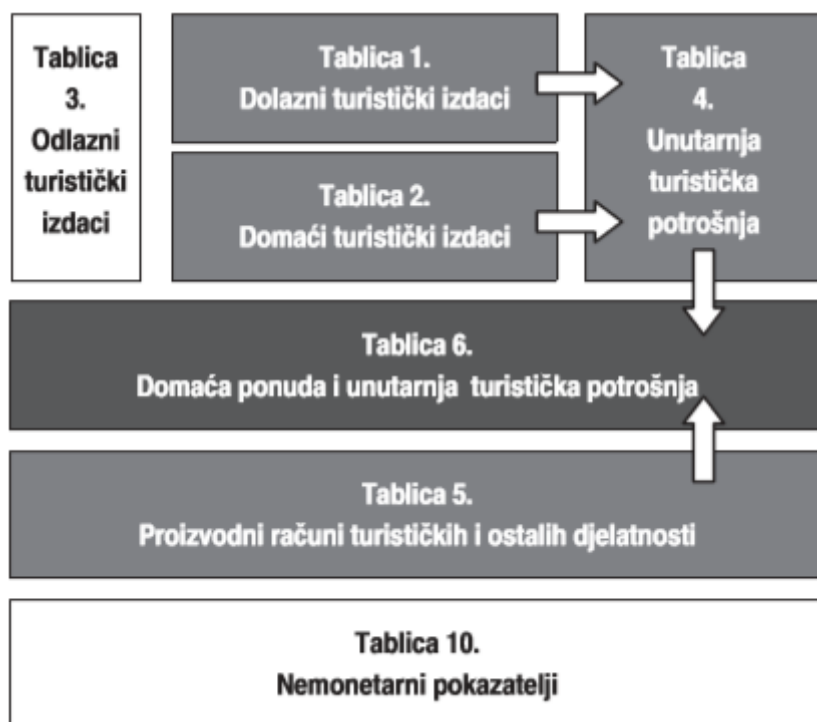 Tablica
3.
Odlazni
turistički
izdaci
Tablica 1.
Dolazni turistički izdaci
Tablica 2.
Domaći turistički izdaci
Tablica
4.
Unutarnja
turistička
potrošnja
Tablica 6.
Domaća ponuda i unutarnja turistička potrošnja
Tablica 5.
Proizvodni računi turističkih i ostalih djelatnosti
Tablica 10.
Nemonetarni pokazatelji